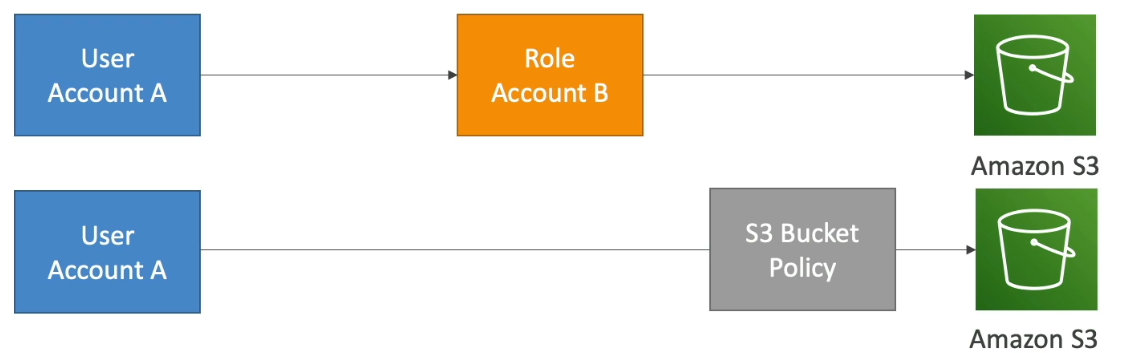 User
Account A
Role
Account B
Amazon S3
User
Account A
S3 Bucket
Policy
Amazon S3